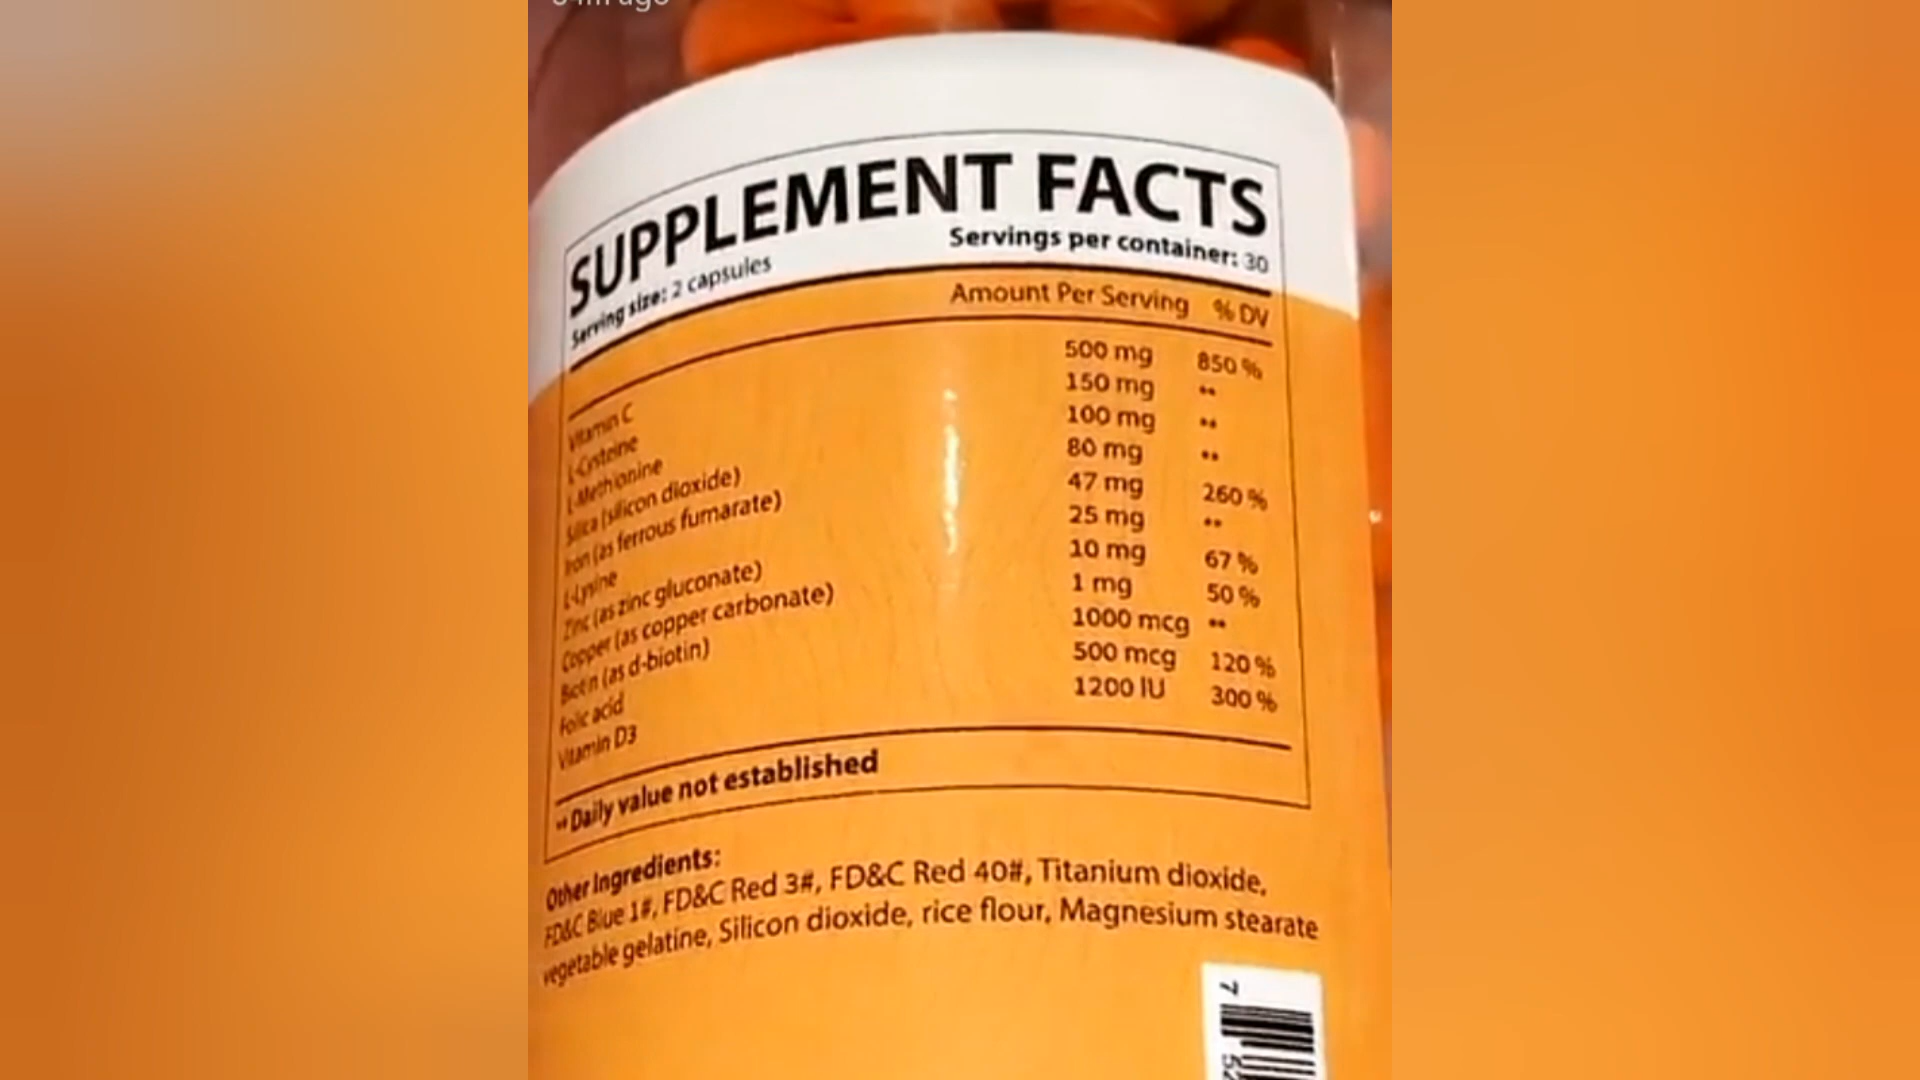 34m ago
SUPPLEMENT FACTS
Serving size: 2 capsules Servings per container: 30
Amount Per Serving % DV
Vitamin C 500 mg 850 %
L-Cysteine 150 mg **
L-Methionine 100 mg **
Silica (silicon dioxide) 80 mg **
Iron (as ferrous fumarate) 47 mg 260 %
L-Lysine 25 mg **
Zinc (as zinc gluconate) 10 mg 67 %
Copper (as copper carbonate) 1 mg 50 %
Biotin (as d-biotin) 1000 mcg **
Folic acid 500 mcg 120 %
Vitamin D3 1200 IU 300 %
** Daily value not established
Other Ingredients:
FD&C Blue 1#, FD&C Red 3#, FD&C Red 40#, Titanium dioxide,
vegetable gelatine, Silicon dioxide, rice flour, Magnesium stearate
7
52